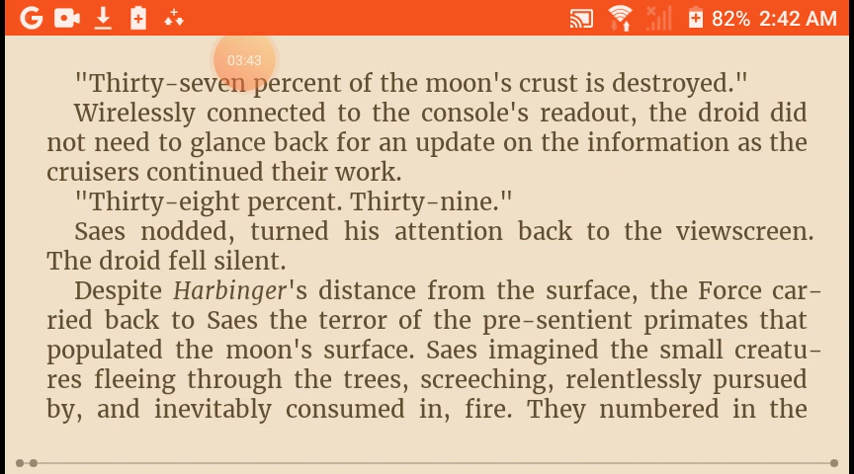 82% 2:42 AM
03:43
"Thirty-seven percent of the moon's crust is destroyed."
Wirelessly connected to the console's readout, the droid did
not need to glance back for an update on the information as the
cruisers continued their work.
"Thirty-eight percent. Thirty-nine."
Saes nodded, turned his attention back to the viewscreen.
The droid fell silent.
Despite Harbinger's distance from the surface, the Force car-
ried back to Saes the terror of the pre-sentient primates that
populated the moon's surface. Saes imagined the small creatu-
res fleeing through the trees, screeching, relentlessly pursued
by, and inevitably consumed in, fire. They numbered in the